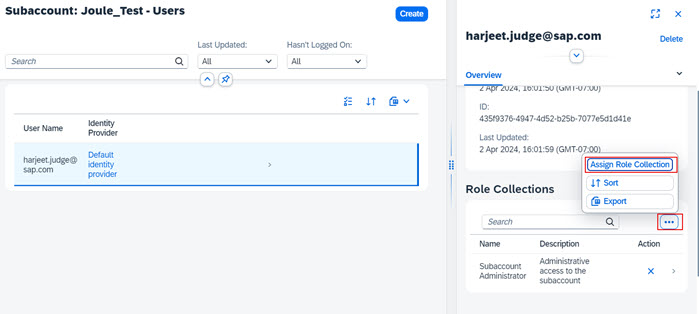 Subaccount: Joule_Test - Users
Create
Last Updated:
Hasn't Logged On:
Search
All
All
User Name
Identity
Provider
harjeet.judge@
sap.com
Default
identity
provider
harjeet.judge@sap.com
Delete
Overview
2 Apr 2024, 16:01:50 (GMT-07:00)
ID:
435f9376-4947-4d52-b25b-7077e5d1d41e
Last Updated:
2 Apr 2024, 16:01:59 (GMT-07:00)
Assign Role Collection
Sort
Export
Role Collections
Search
Name
Description
Action
Subaccount
Administrator
Administrative
access to the
subaccount